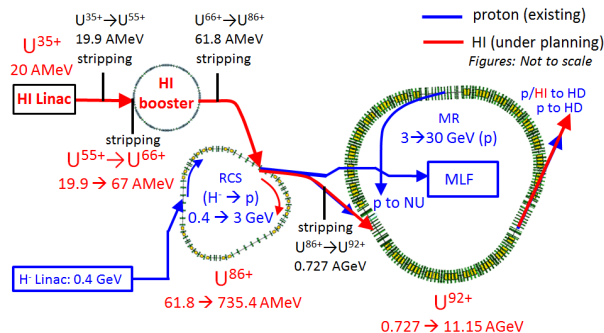 U³⁵⁺→U⁵⁵⁺
19.9 AMeV
stripping
U⁶⁶⁺→U⁸⁶⁺
61.8 AMeV
stripping
proton (existing)
HI (under planning)
Figures: Not to scale
U³⁵⁺
20 AMeV
HI Linac
HI
booster
stripping
U⁵⁵⁺→U⁶⁶⁺
19.9 → 67 AMeV
p/HI to HD
p to HD
MR
3→30 GeV (p)
MLF
p to NU
RCS
(H⁻ → p)
0.4 → 3 GeV
stripping
U⁸⁶⁺→U⁹²⁺
0.727 AGeV
H⁻ Linac: 0.4 GeV
U⁸⁶⁺
61.8 → 735.4 AMeV
U⁹²⁺
0.727 → 11.15 AGeV